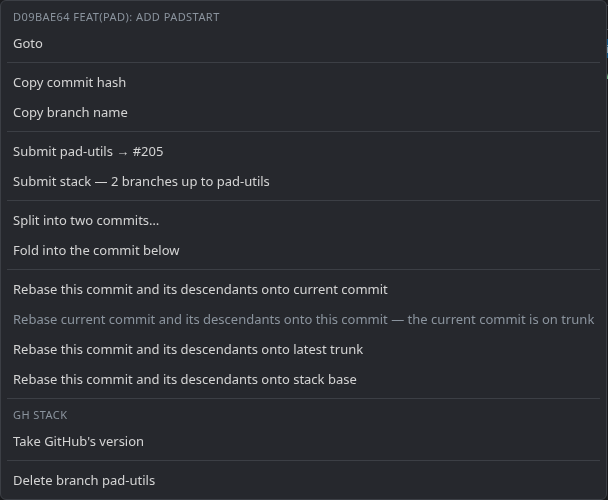 D09BAE64 FEAT(PAD): ADD PADSTART
Goto
Copy commit hash
Copy branch name
Submit pad-utils → #205
Submit stack — 2 branches up to pad-utils
Split into two commits...
Fold into the commit below
Rebase this commit and its descendants onto current commit
Rebase current commit and its descendants onto this commit — the current commit is on trunk
Rebase this commit and its descendants onto latest trunk
Rebase this commit and its descendants onto stack base
GH STACK
Take GitHub's version
Delete branch pad-utils